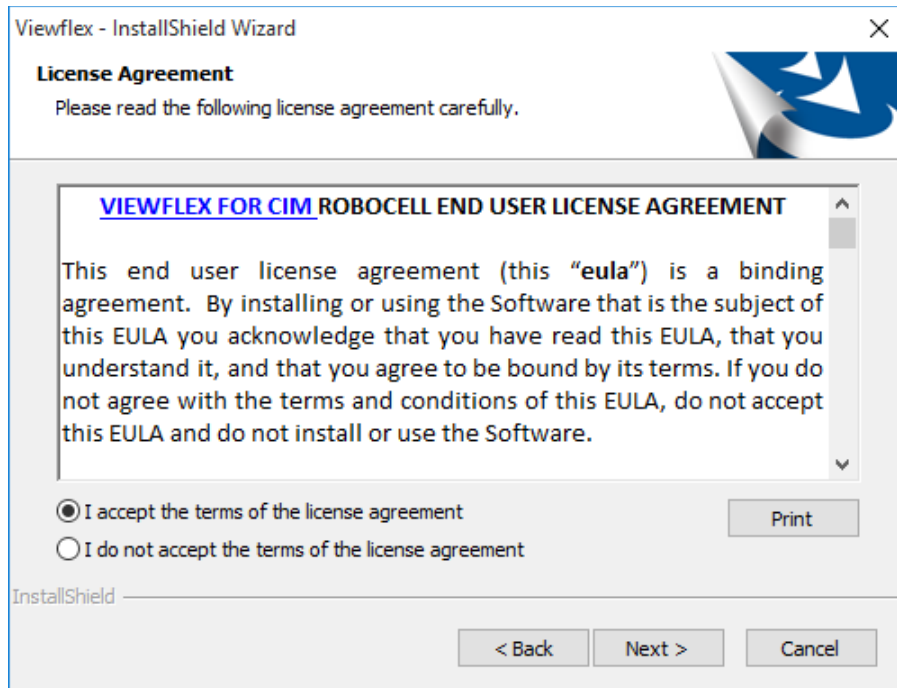 Viewflex - InstallShield Wizard
License Agreement
Please read the following license agreement carefully.
VIEWFLEX FOR CIM ROBOCELL END USER LICENSE AGREEMENT
This end user license agreement (this “eula”) is a binding
agreement.  By installing or using the Software that is the subject of
this EULA you acknowledge that you have read this EULA, that you
understand it, and that you agree to be bound by its terms. If you do
not agree with the terms and conditions of this EULA, do not accept
this EULA and do not install or use the Software.
I accept the terms of the license agreement
Print
I do not accept the terms of the license agreement
InstallShield
< Back Next > Cancel